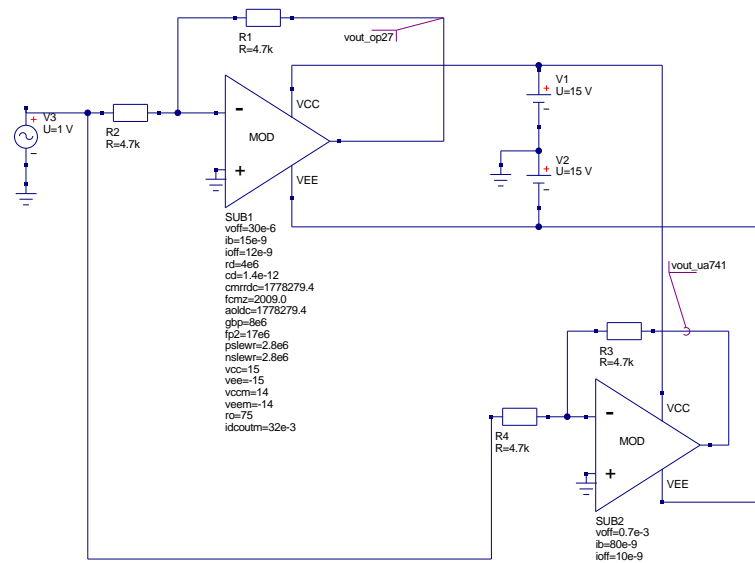 R1
R=4.7k
vout_op27
V3
U=1 V
R2
R=4.7k
VCC
MOD
VEE
V1
U=15 V
V2
U=15 V
SUB1
voff=30e-6
ib=15e-9
ioff=12e-9
rd=4e6
cd=1.4e-12
cmrrdc=1778279.4
fcmz=2009.0
aoldc=1778279.4
gbp=8e6
fp2=17e6
pslewr=2.8e6
nslewr=2.8e6
vcc=15
vee=-15
vccm=14
veem=-14
ro=75
idcoutm=32e-3
vout_ua741
R3
R=4.7k
R4
R=4.7k
VCC
MOD
VEE
SUB2
voff=0.7e-3
ib=80e-9
ioff=10e-9